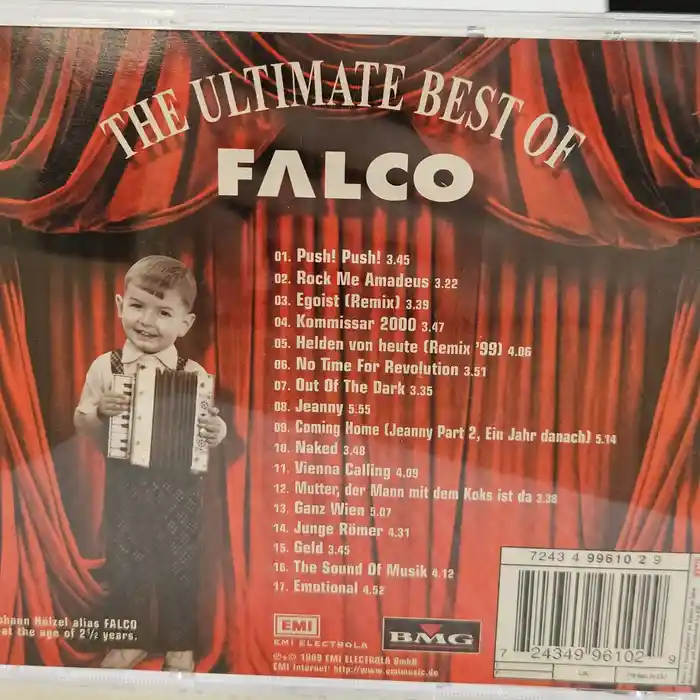 THE ULTIMATE BEST OF
FALCO
01. Push! Push! 3.45
02. Rock Me Amadeus 3.22
03. Egoist (Remix) 3.39
04. Kommissar 2000 3.47
05. Helden von heute (Remix '99) 4.06
06. No Time For Revolution 3.51
07. Out Of The Dark 3.35
08. Jeanny 5.55
09. Coming Home (Jeanny Part 2, Ein Jahr danach) 5.14
10. Naked 3.48
11. Vienna Calling 4.09
12. Mutter, der Mann mit dem Koks ist da 3.38
13. Ganz Wien 5.07
14. Junge Römer 4.31
15. Geld 3.45
16. The Sound Of Musik 4.12
17. Emotional 4.52
hann Hölzel alias FALCO
at the age of 2½ years.
EMI
EMI ELECTROLA
BMG
℗+© 1999 EMI ELECTROLA GmbH
EMI Internet: http://www.emimusic.de
7243 4 99610 2 9
7 24349 96102 9